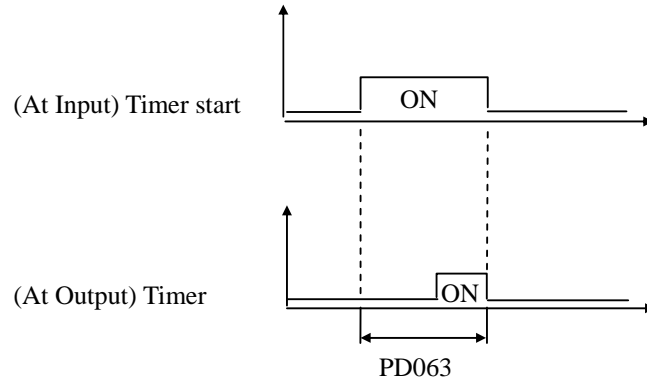 ON
(At Input) Timer start
(At Output) Timer
ON
PD063